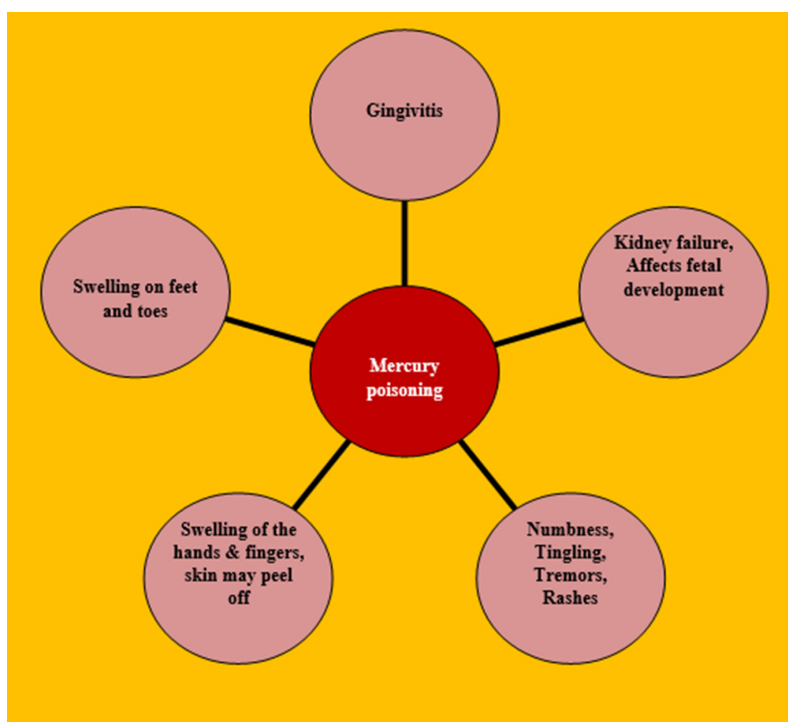 Gingivitis
Kidney failure,
Affects fetal
development
Swelling on feet
and toes
Mercury
poisoning
Swelling of the
hands & fingers,
skin may peel
off
Numbness,
Tingling,
Tremors,
Rashes